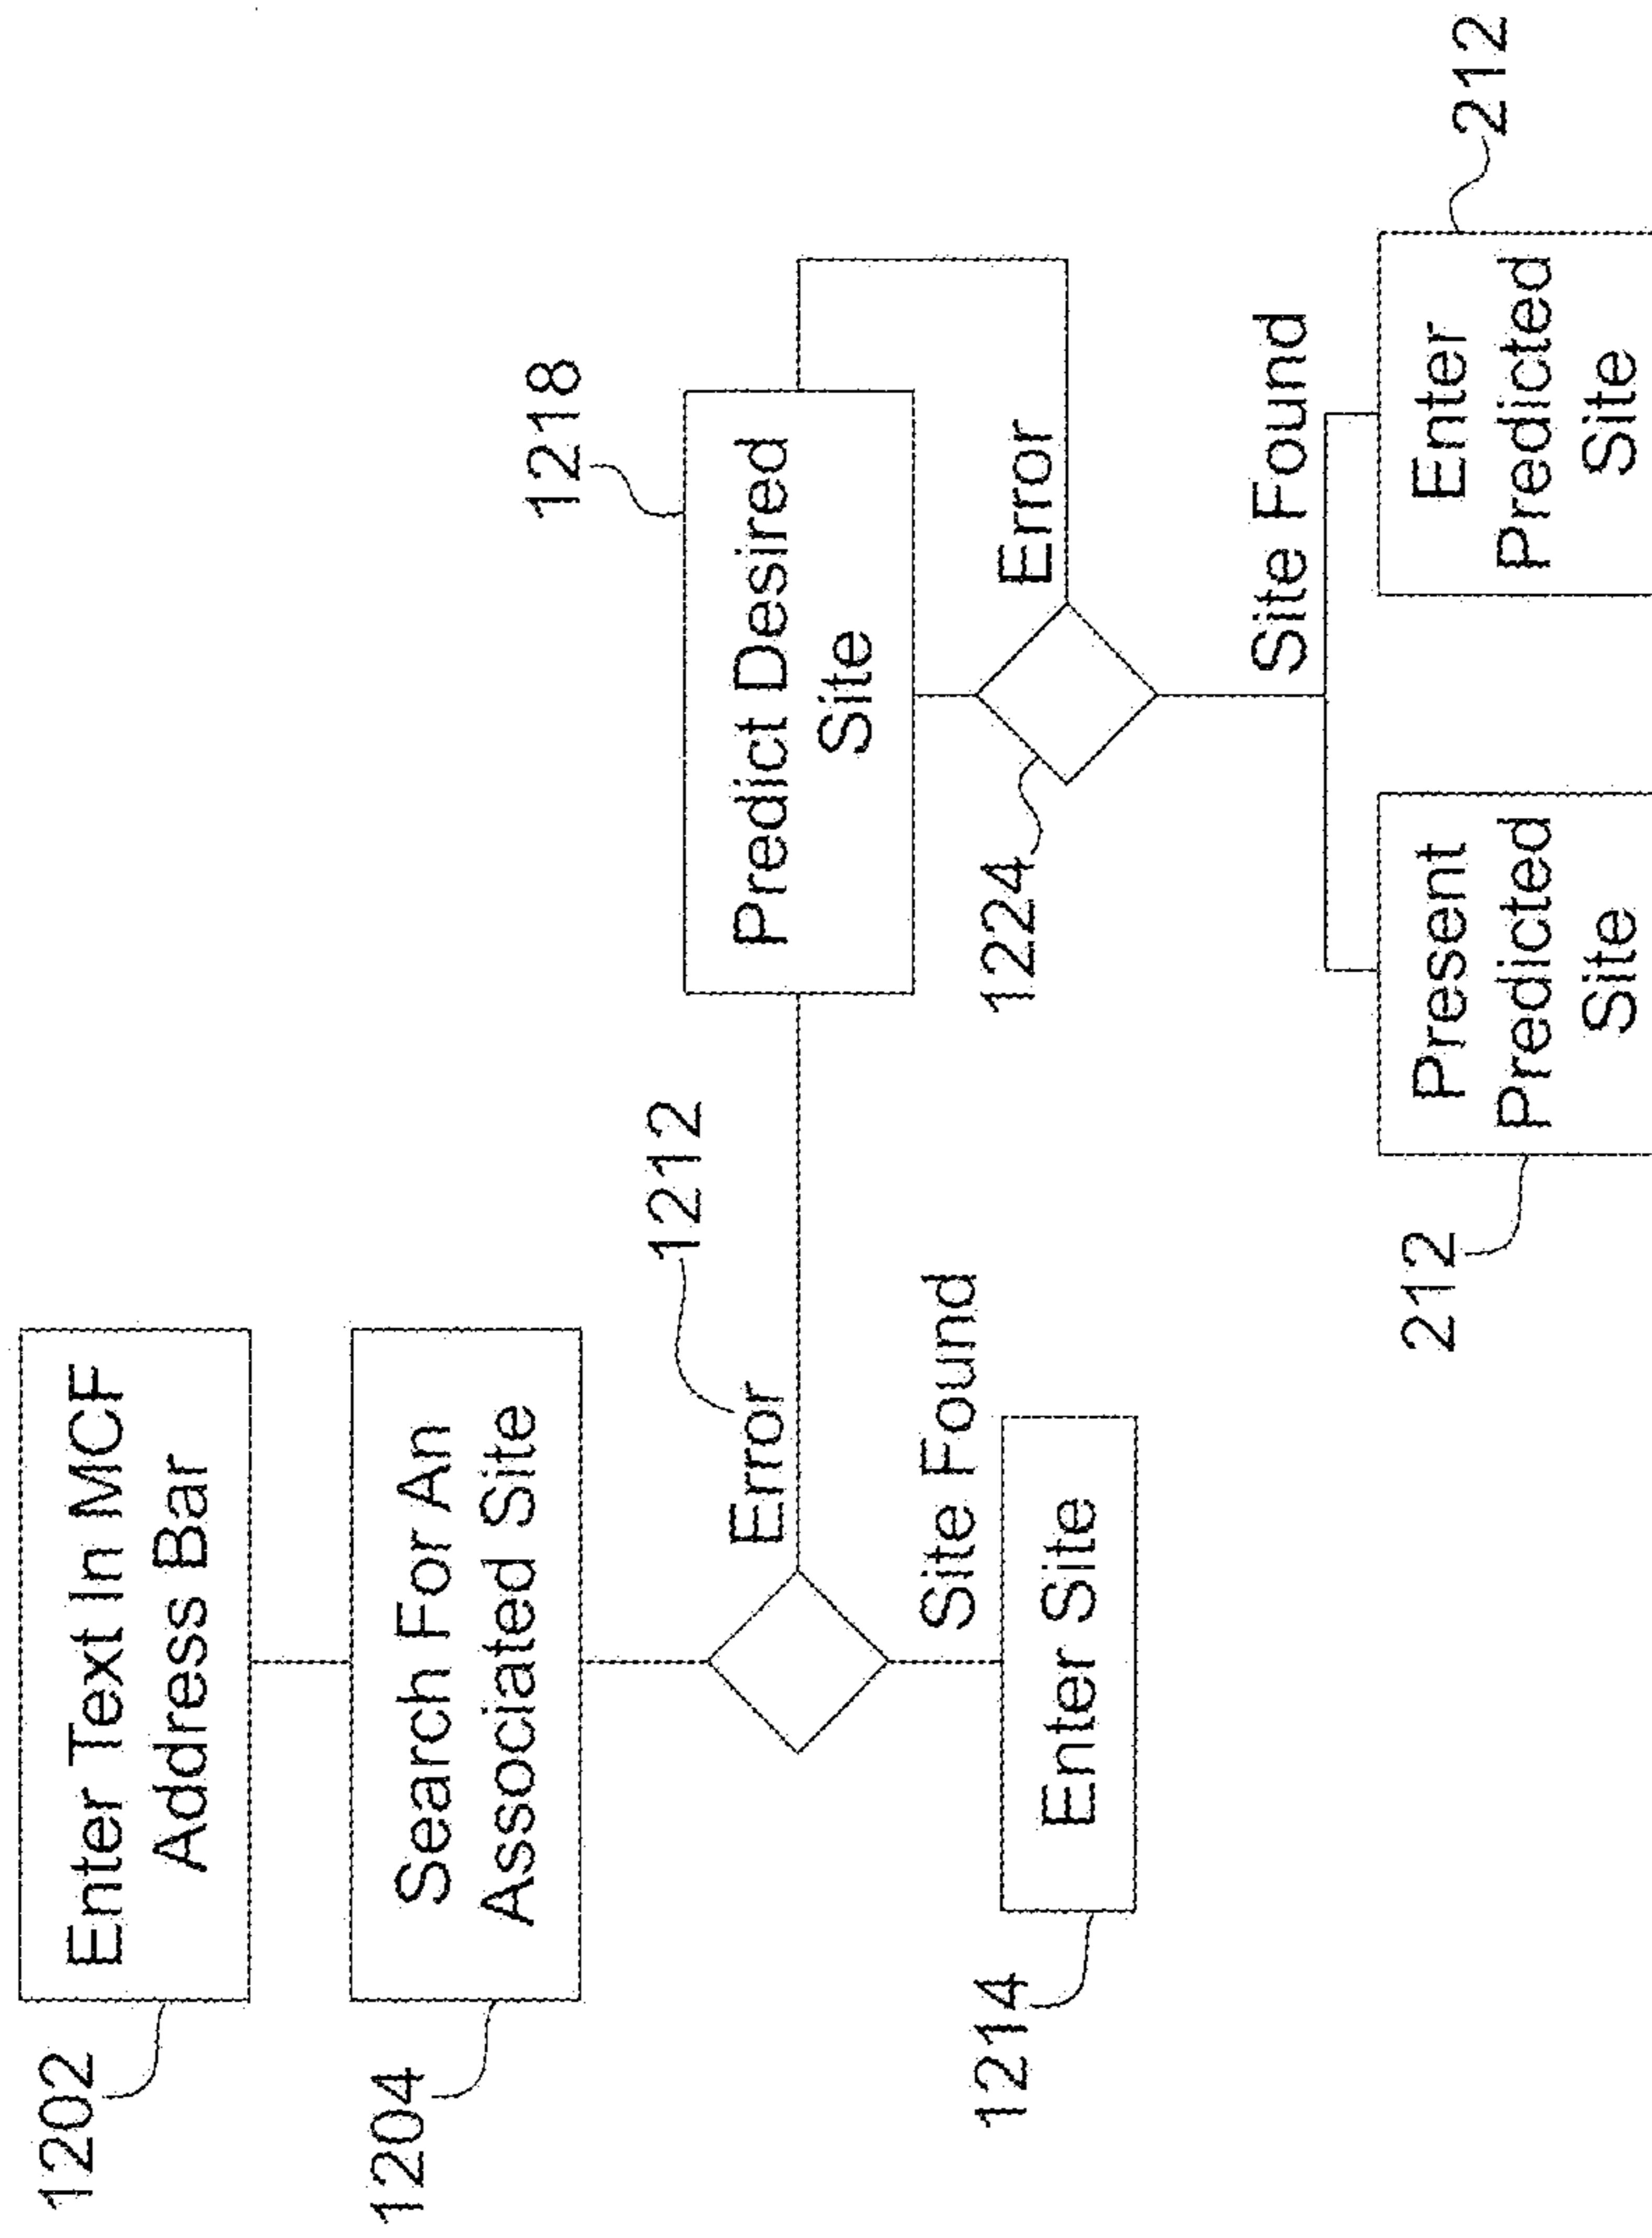 1202
Enter Text In MCF
Address Bar
1204
Search For An
Associated Site
Error
1212
Site Found
1214
Enter Site
1218
Predict Desired
Site
1224
Error
Site Found
212
Present
Predicted
Site
Enter
Predicted
Site
212